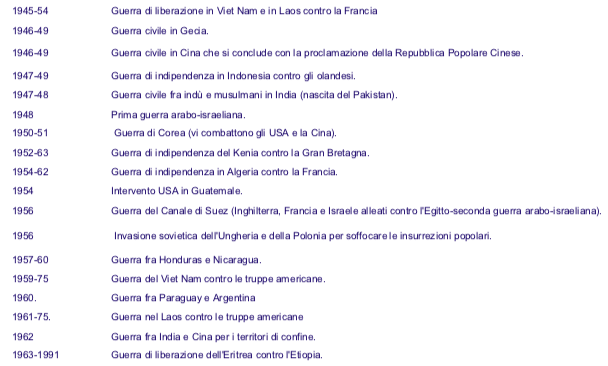 1945-54 Guerra di liberazione in Viet Nam e in Laos contro la Francia
1946-49 Guerra civile in Gecia.
1946-49 Guerra civile in Cina che si conclude con la proclamazione della Repubblica Popolare Cinese.
1947-49 Guerra di indipendenza in Indonesia contro gli olandesi.
1947-48 Guerra civile fra indù e musulmani in India (nascita del Pakistan).
1948 Prima guerra arabo-israeliana.
1950-51 Guerra di Corea (vi combattono gli USA e la Cina).
1952-63 Guerra di indipendenza del Kenia contro la Gran Bretagna.
1954-62 Guerra di indipendenza in Algeria contro la Francia.
1954 Intervento USA in Guatemale.
1956 Guerra del Canale di Suez (Inghilterra, Francia e Israele alleati contro l'Egitto-seconda guerra arabo-israeliana).
1956 Invasione sovietica dell'Ungheria e della Polonia per soffocare le insurrezioni popolari.
1957-60 Guerra fra Honduras e Nicaragua.
1959-75 Guerra del Viet Nam contro le truppe americane.
1960. Guerra fra Paraguay e Argentina
1961-75. Guerra nel Laos contro le truppe americane
1962 Guerra fra India e Cina per i territori di confine.
1963-1991 Guerra di liberazione dell'Eritrea contro l'Etiopia.